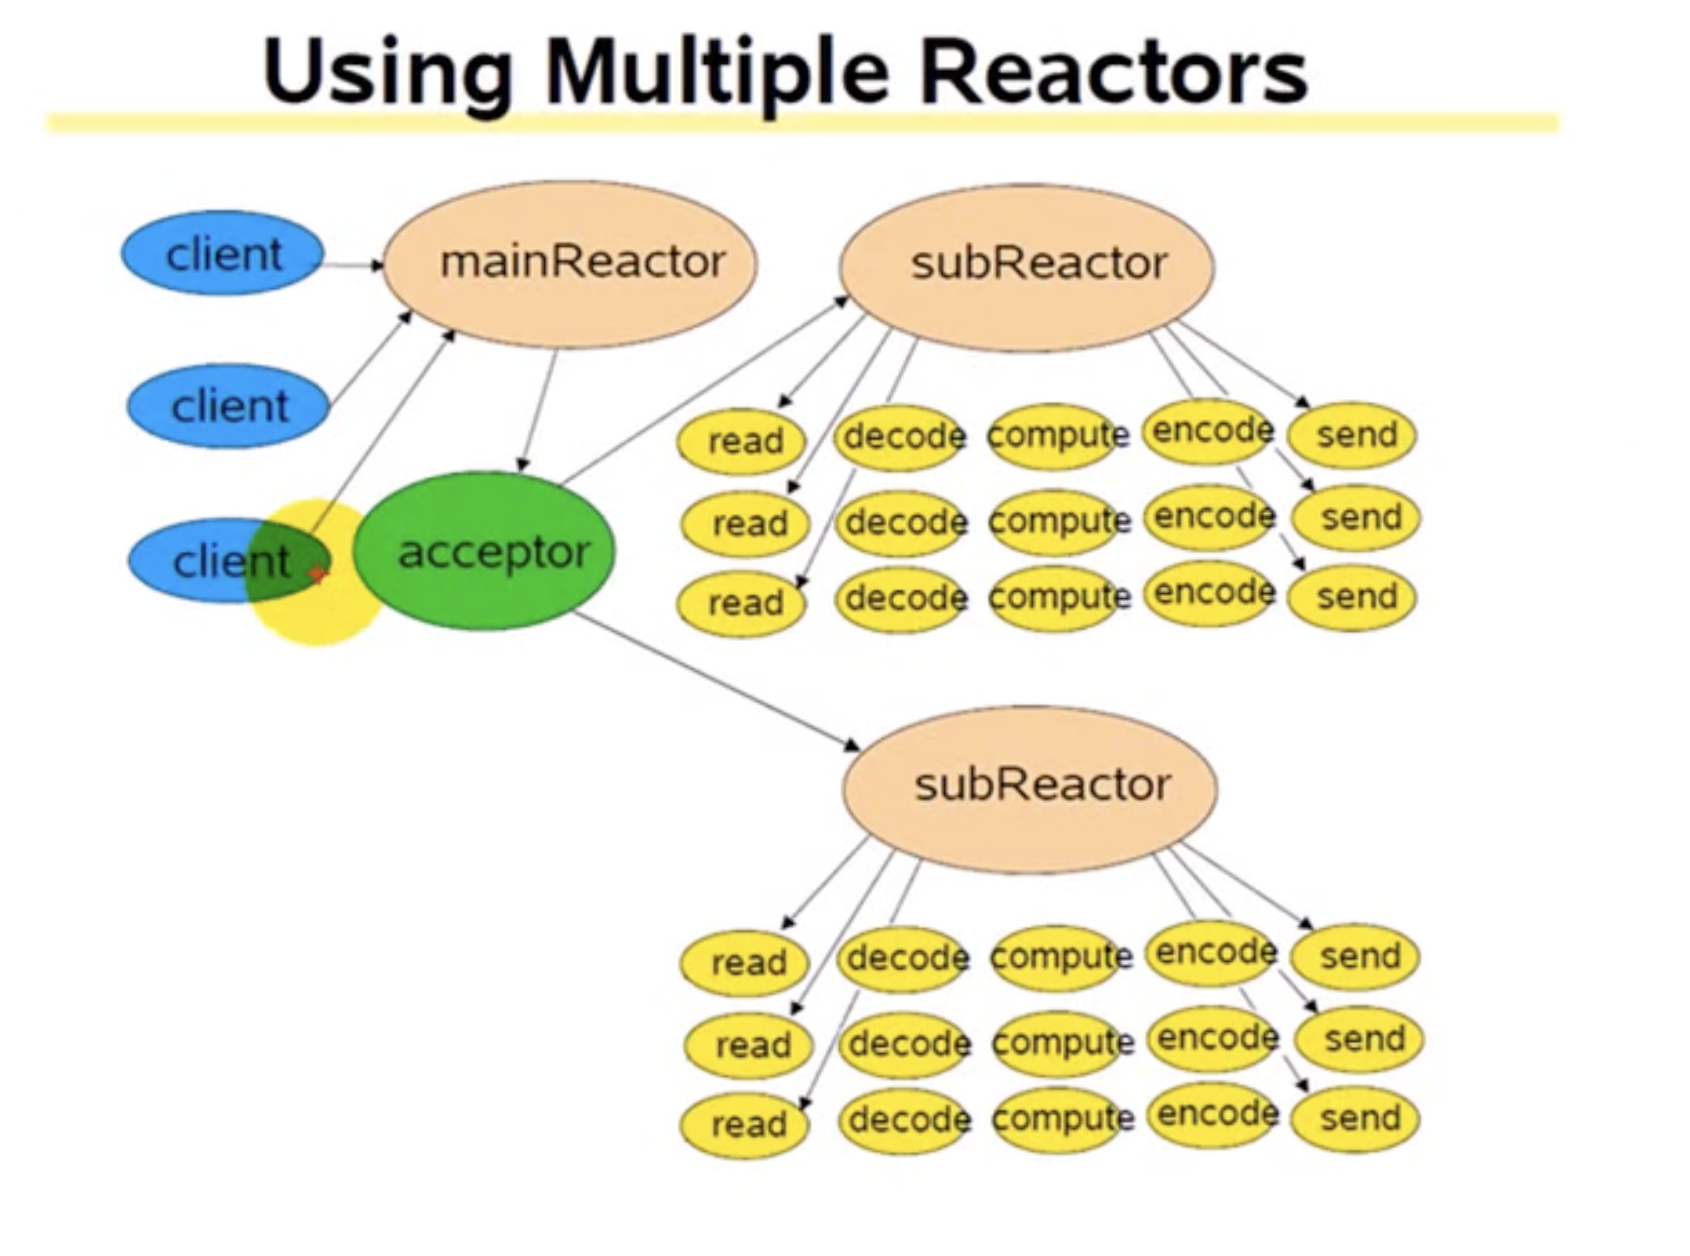 Using Multiple Reactors
client
mainReactor
subReactor
client
client
acceptor
read decode compute encode send
read decode compute encode send
read decode compute encode send
subReactor
read decode compute encode send
read decode compute encode send
read decode compute encode send